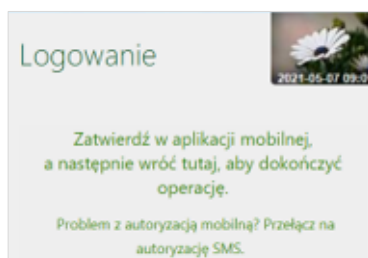 Logowanie
2021-05-07 09:0
Zatwierdź w aplikacji mobilnej,
a następnie wróć tutaj, aby dokończyć
operację.
Problem z autoryzacją mobilną? Przełącz na
autoryzację SMS.